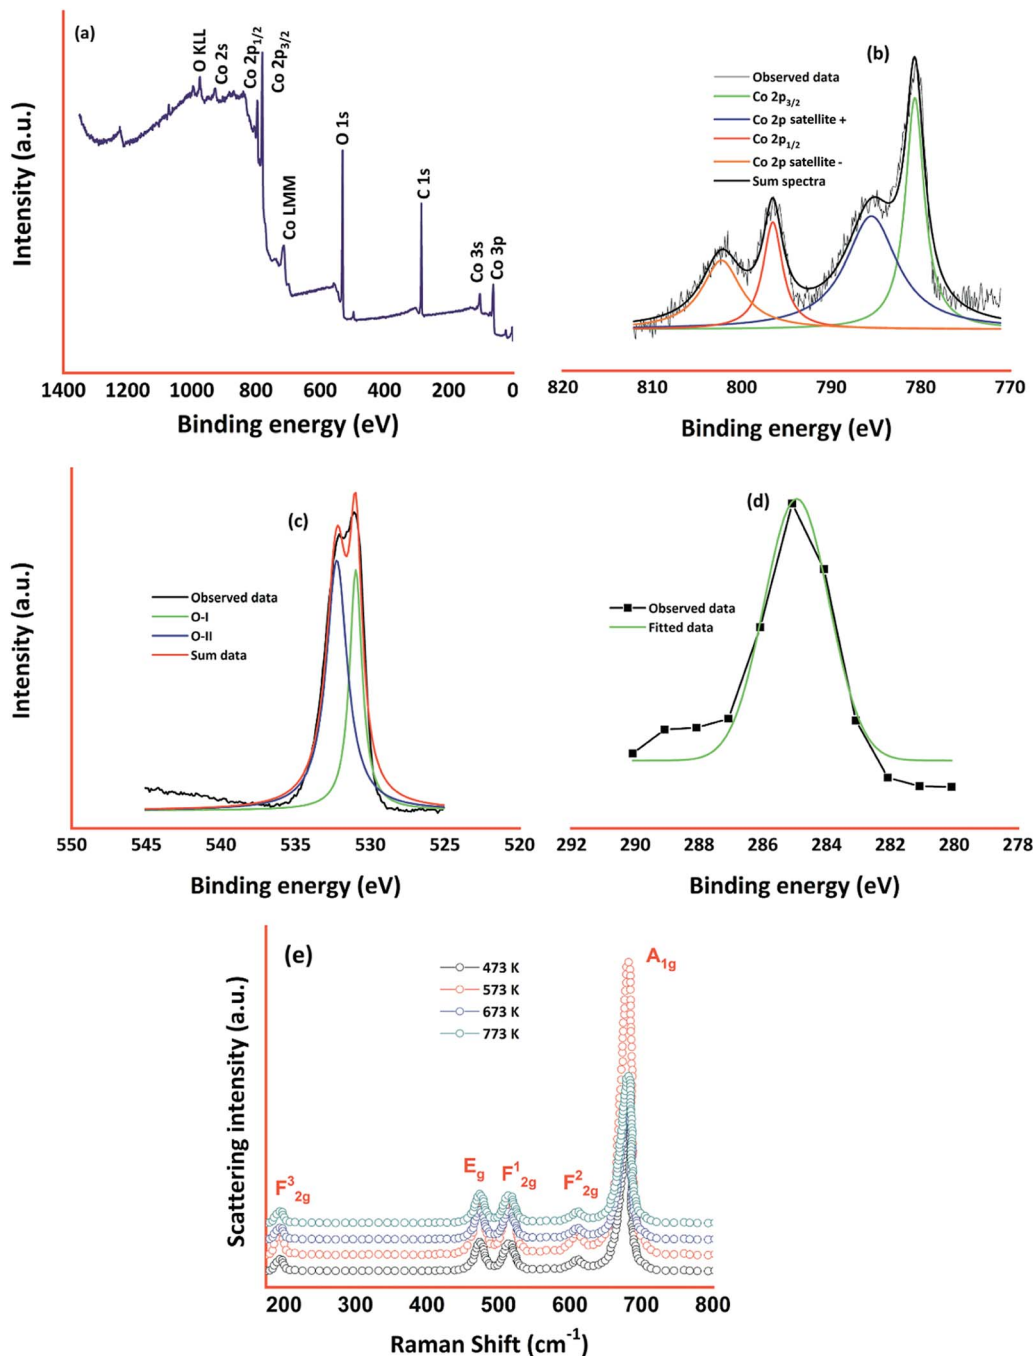 (a)
O KLL
Co 2s
Co 2p1/2
Co 2p3/2
Co LMM
O 1s
C 1s
Co 3s
Co 3p
Intensity (a.u.)
1400 1200 1000 800 600 400 200 0
Binding energy (eV)
(b)
Observed data
Co 2p3/2
Co 2p satellite +
Co 2p1/2
Co 2p satellite -
Sum spectra
820 810 800 790 780 770
Binding energy (eV)
(c)
Observed data
O-I
O-II
Sum data
Intensity (a.u.)
550 545 540 535 530 525 520
Binding energy (eV)
(d)
Observed data
Fitted data
292 290 288 286 284 282 280 278
Binding energy (eV)
(e)
473 K
573 K
673 K
773 K
A1g
F³2g
Eg
F¹2g
F²2g
Scattering intensity (a.u.)
200 300 400 500 600 700 800
Raman Shift (cm⁻¹)